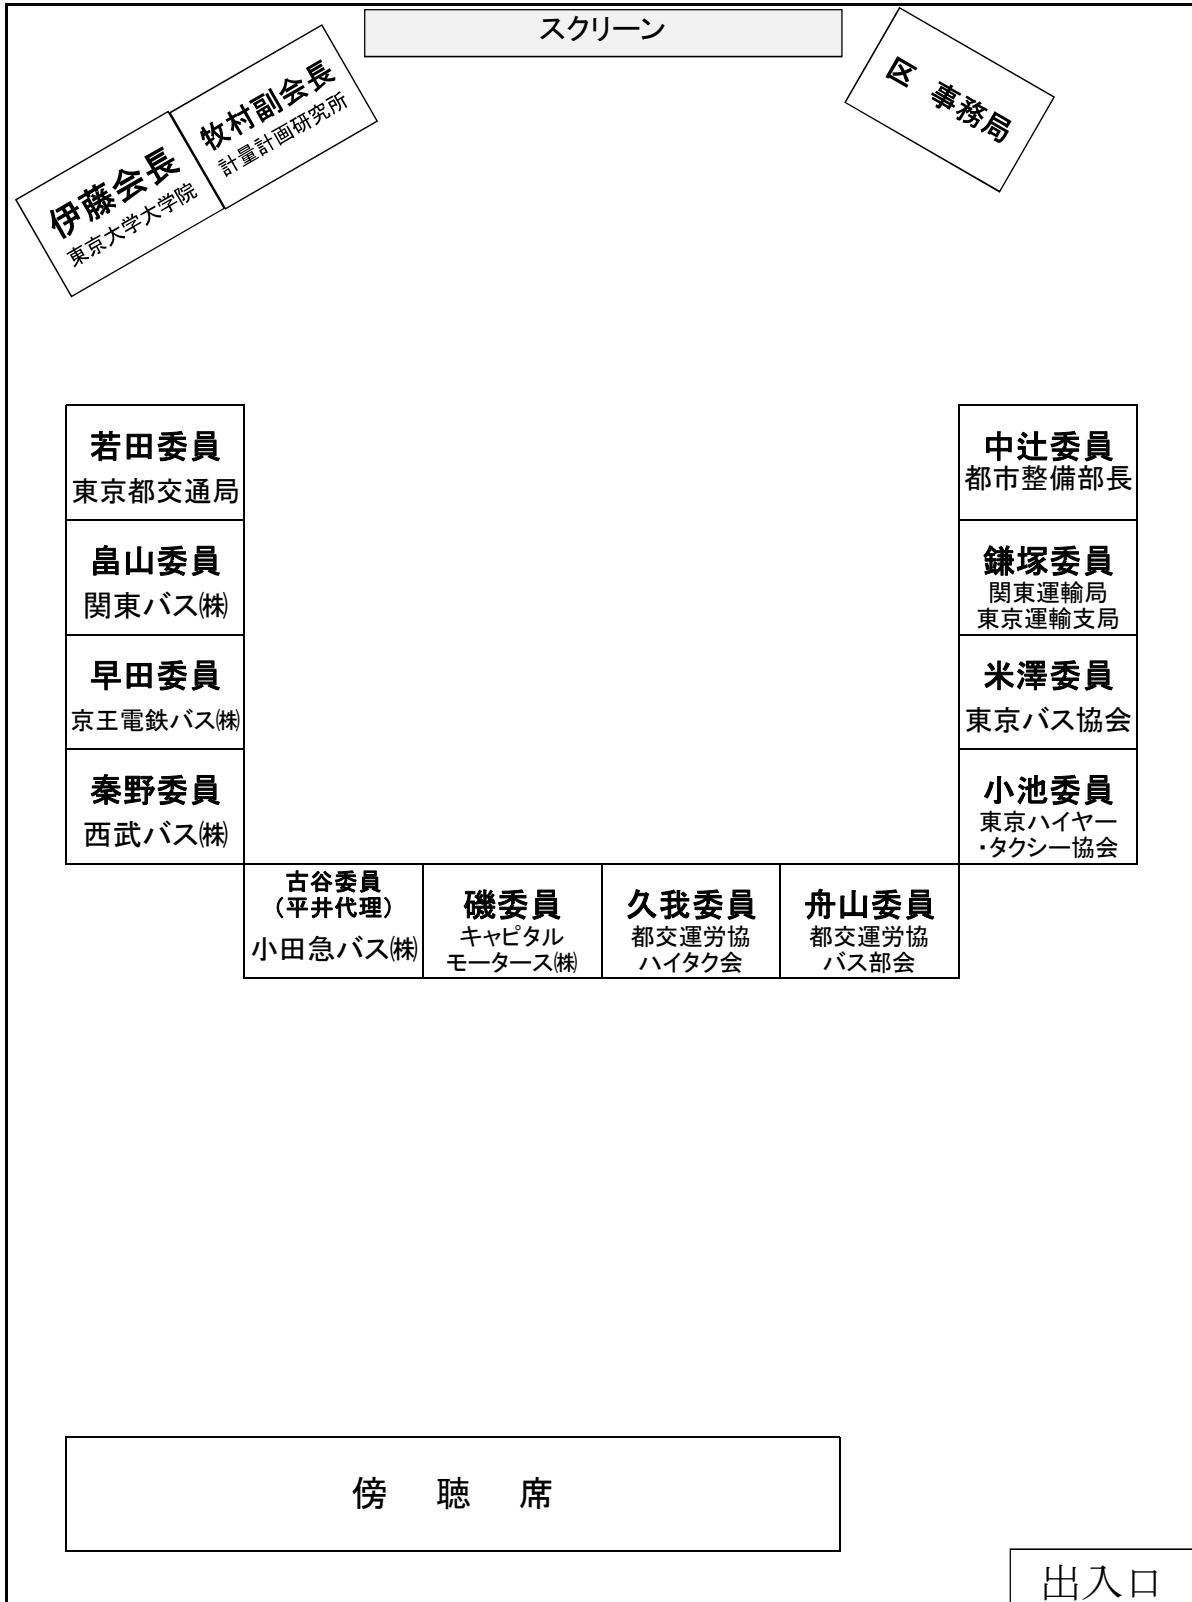 スクリーン
牧村副会長
計量計画研究所
伊藤会長
東京大学大学院
区 事務局
若田委員
東京都交通局
畠山委員
関東バス㈱
早田委員
京王電鉄バス㈱
秦野委員
西武バス㈱
中辻委員
都市整備部長
鎌塚委員
関東運輸局
東京運輸支局
米澤委員
東京バス協会
小池委員
東京ハイヤー
・タクシー協会
古谷委員
（平井代理）
小田急バス㈱
磯委員
キャピタル
モータース㈱
久我委員
都交運労協
ハイタク会
舟山委員
都交運労協
バス部会
傍 聴 席
出入口